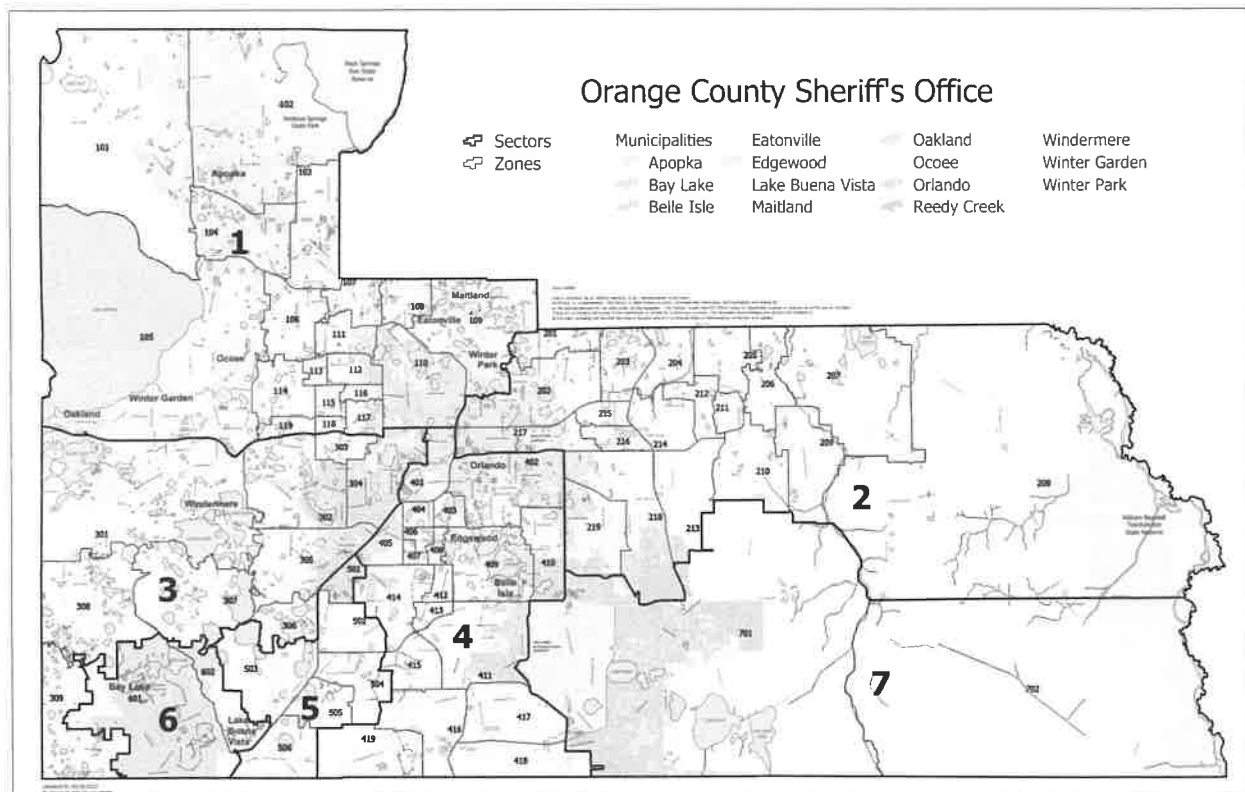 Orange County Sheriff's Office
Sectors
Zones
Municipalities
Apopka
Bay Lake
Belle Isle
Eatonville
Edgewood
Lake Buena Vista
Maitland
Oakland
Ocoee
Orlando
Reedy Creek
Windermere
Winter Garden
Winter Park
102
101
Apopka
103
104
1
107
108
Maitland
109
Eatonville
105
106
111
110
Ocoee
Winter
Park
113
112
114
116
Winter Garden
115
117
Oakland
119
118
201
203
204
205
206
207
202
212
211
215
217
216
214
209
210
303
304
Orlando
402
401
2
208
Windermere
302
404
403
219
218
213
301
406
405
Edgewood
305
407
408
409
410
501
Belle
Isle
412
414
413
3
308
307
306
502
4
701
415
411
7
702
503
602
504
309
Bay Lake
601
6
5
505
Lake
Buena
Vista
506
419
416
417
418